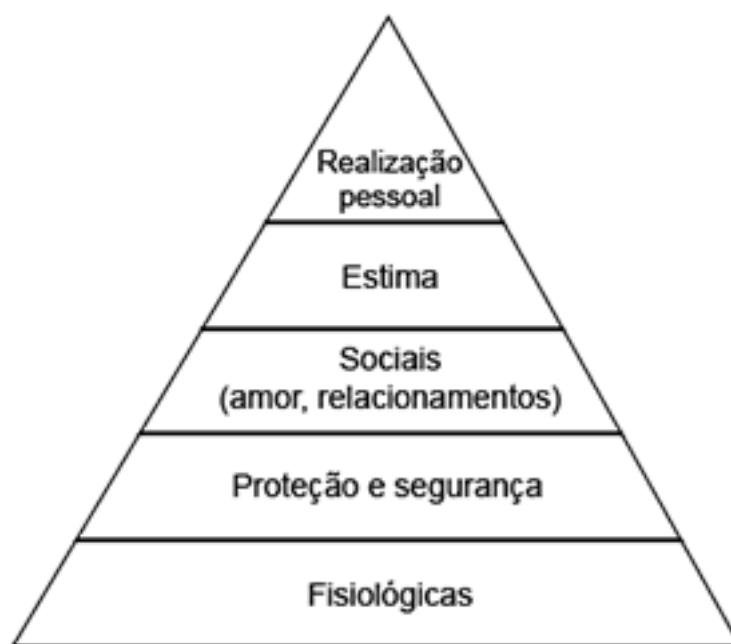 Realização
pessoal
Estima
Sociais
(amor, relacionamentos)
Proteção e segurança
Fisiológicas